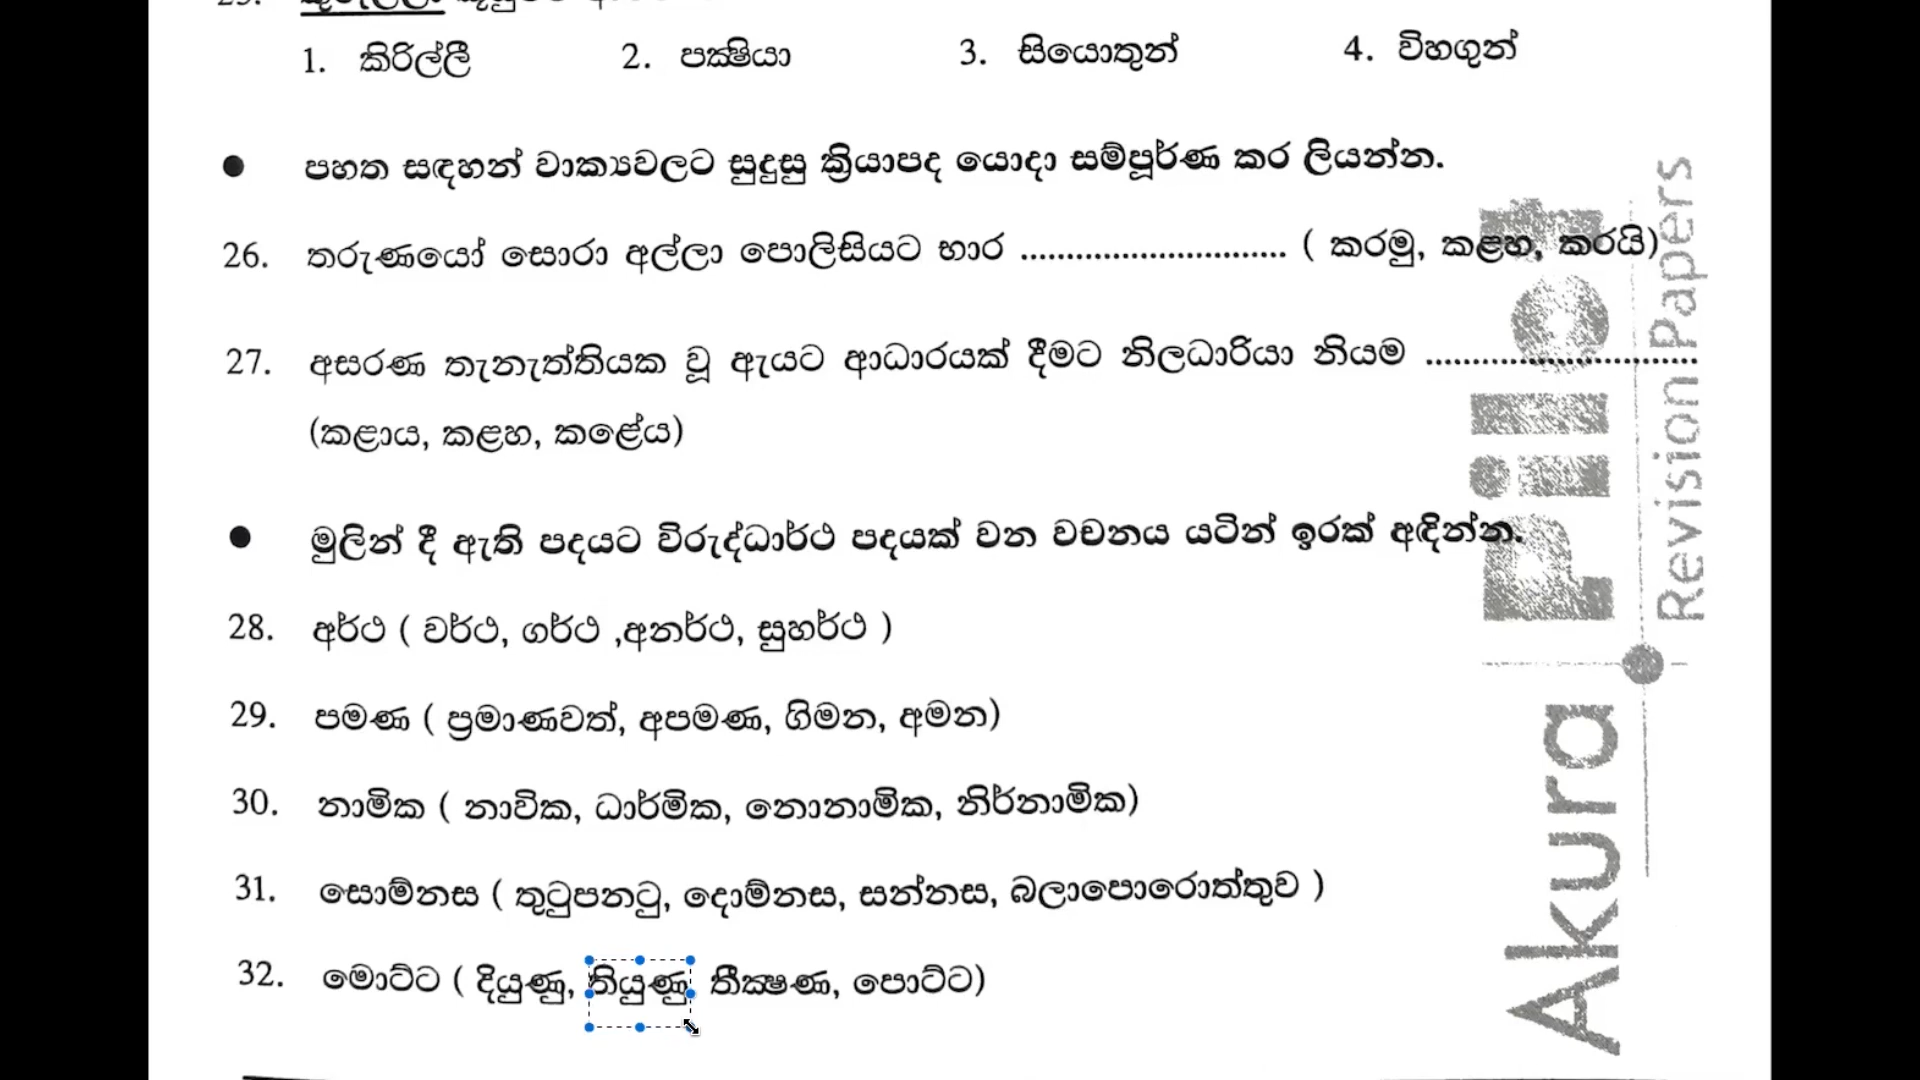 1. කිරිල්ලී 2. පක්‍ෂියා 3. සියොතුන් 4. විහගුන්
● පහත සඳහන් වාක්‍යවලට සුදුසු ක්‍රියාපද යොදා සම්පූර්ණ කර ලියන්න.
26. තරුණයෝ සොරා අල්ලා පොලිසියට භාර ............................. ( කරමු, කළහ, කරයි)
27. අසරණ තැනැත්තියක වූ ඇයට ආධාරයක් දීමට නිලධාරියා නියම .............................
(කළාය, කළහ, කළේය)
● මුලින් දී ඇති පදයට විරුද්ධාර්ථ පදයක් වන වචනය යටින් ඉරක් අඳින්න.
28. අර්ථ ( වර්ථ, ගර්ථ ,අනර්ථ, සුහර්ථ )
29. පමණ ( ප්‍රමාණවත්, අපමණ, ගිමන, අමන)
30. නාමික ( නාවික, ධාර්මික, නොනාමික, නිර්නාමික)
31. සොම්නස ( තුටුපනටු, දොම්නස, සන්නස, බලාපොරොත්තුව )
32. මොට්ට ( දියුණු, තියුණු තීක්‍ෂණ, පොට්ට)
Akura Pilot
Revision Papers